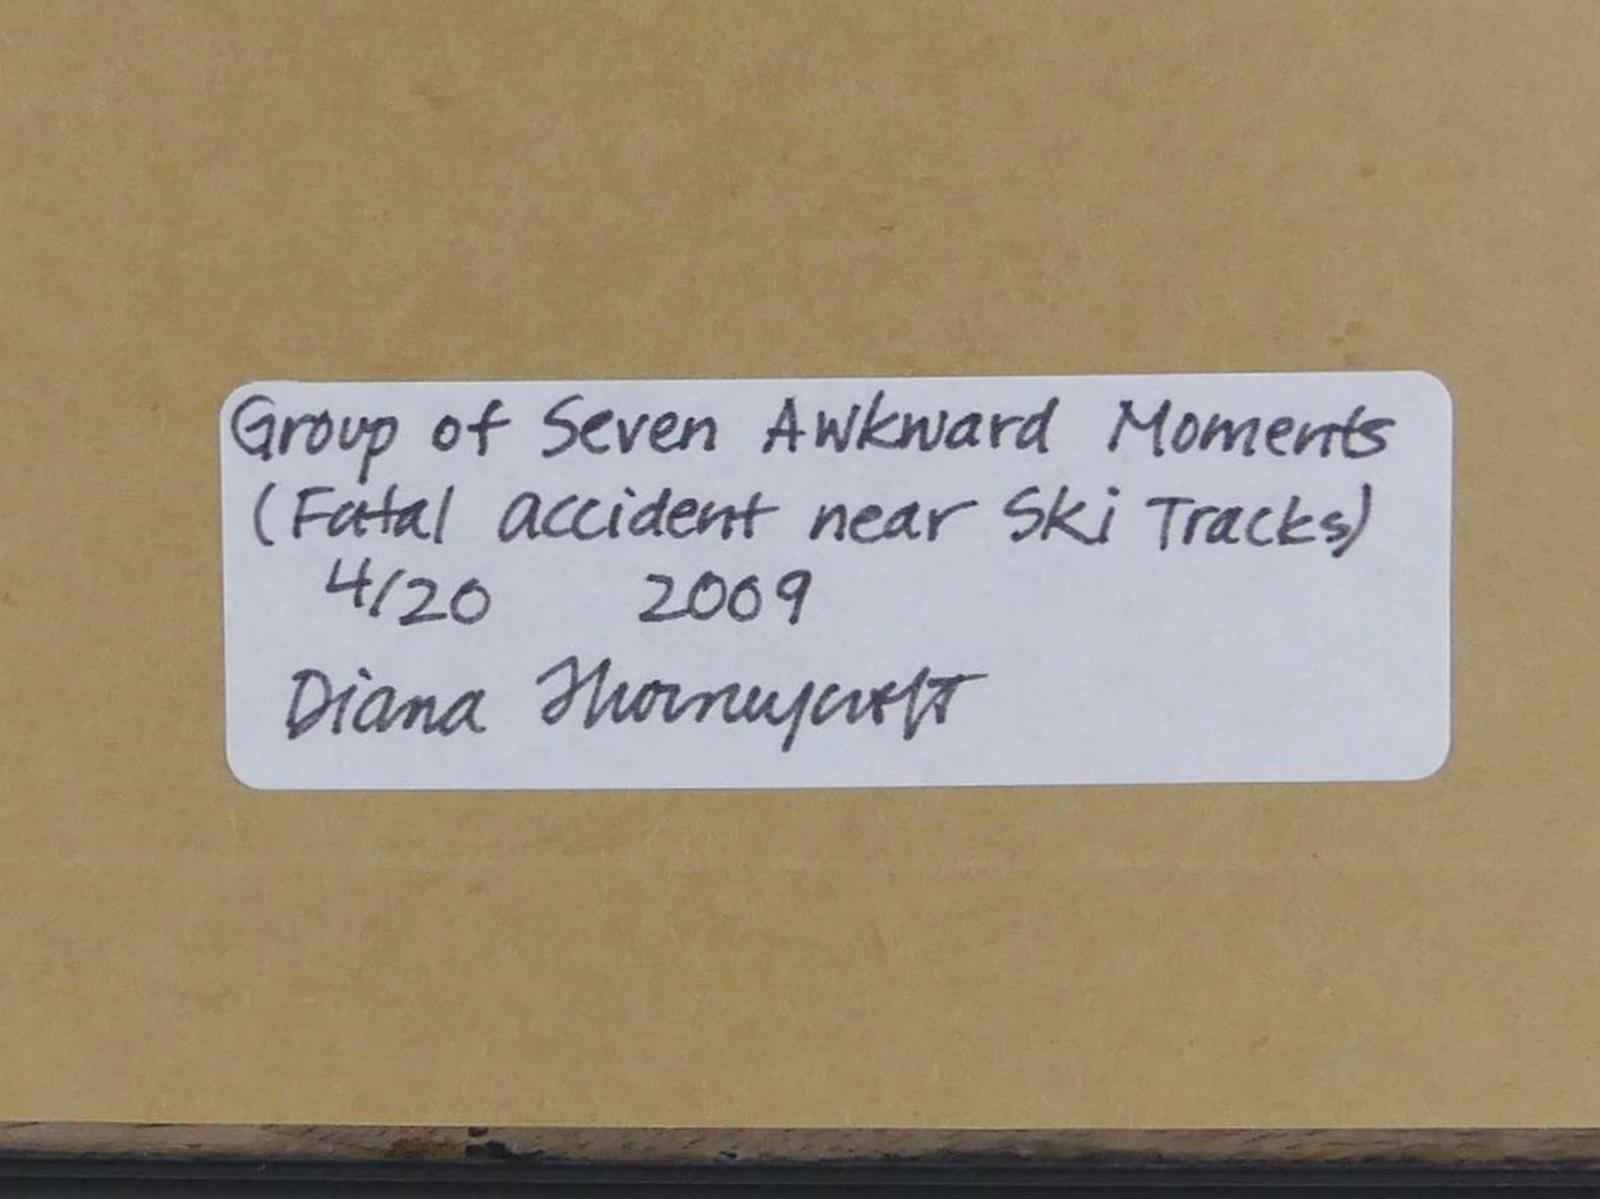 Group of Seven Awkward Moments
(Fatal accident near Ski Tracks)
4/20 2009
Diana Thorneycroft